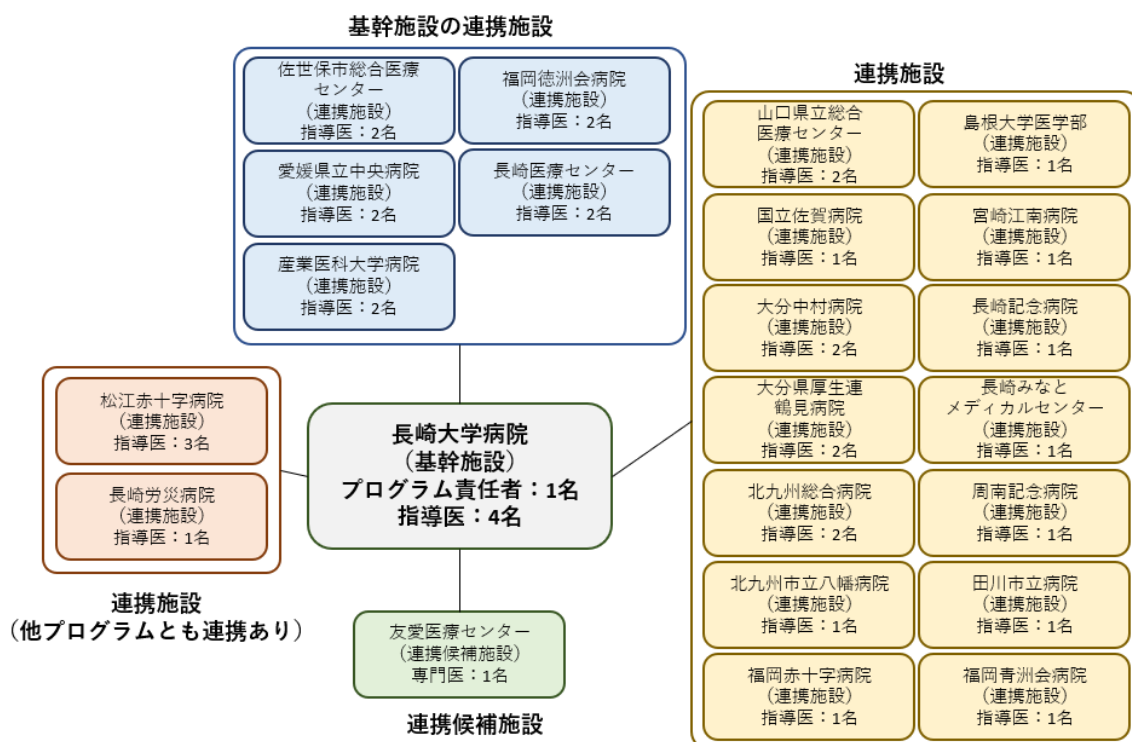 基幹施設の連携施設
佐世保市総合医療
センター
(連携施設)
指導医：2名
福岡徳洲会病院
(連携施設)
指導医：2名
愛媛県立中央病院
(連携施設)
指導医：2名
長崎医療センター
(連携施設)
指導医：2名
産業医科大学病院
(連携施設)
指導医：2名
連携施設
山口県立総合
医療センター
(連携施設)
指導医：2名
島根大学医学部
(連携施設)
指導医：1名
国立佐賀病院
(連携施設)
指導医：1名
宮崎江南病院
(連携施設)
指導医：1名
大分中村病院
(連携施設)
指導医：2名
長崎記念病院
(連携施設)
指導医：1名
大分県厚生連
鶴見病院
(連携施設)
指導医：2名
長崎みなと
メディカルセンター
(連携施設)
指導医：1名
北九州総合病院
(連携施設)
指導医：2名
周南記念病院
(連携施設)
指導医：1名
北九州市立八幡病院
(連携施設)
指導医：1名
田川市立病院
(連携施設)
指導医：1名
福岡赤十字病院
(連携施設)
指導医：1名
福岡青洲会病院
(連携施設)
指導医：1名
松江赤十字病院
(連携施設)
指導医：3名
長崎労災病院
(連携施設)
指導医：1名
連携施設
(他プログラムとも連携あり)
長崎大学病院
(基幹施設)
プログラム責任者：1名
指導医：4名
友愛医療センター
(連携候補施設)
専門医：1名
連携候補施設